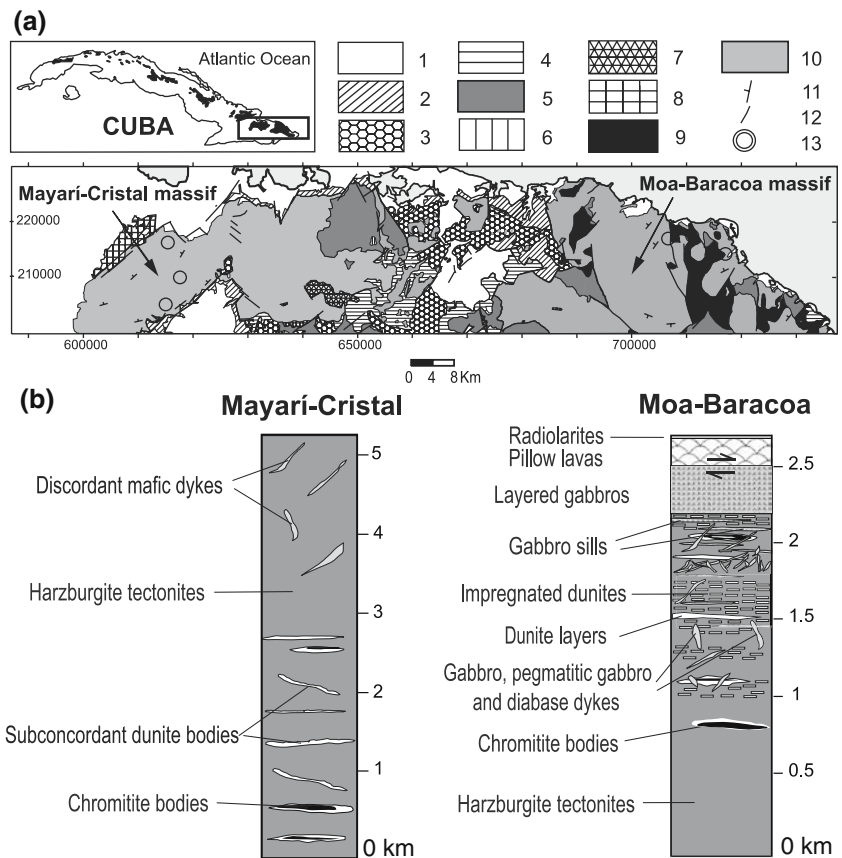 (a)
Atlantic Ocean
CUBA
1
2
3
4
5
6
7
8
9
10
11
12
13
Mayarí-Cristal massif
Moa-Baracoa massif
220000
210000
600000
650000
700000
0 4 8Km
(b)
Mayarí-Cristal
Discordant mafic dykes
Harzburgite tectonites
Subconcordant dunite bodies
Chromitite bodies
5
4
3
2
1
0 km
Moa-Baracoa
Radiolarites
Pillow lavas
Layered gabbros
Gabbro sills
Impregnated dunites
Dunite layers
Gabbro, pegmatitic gabbro
and diabase dykes
Chromitite bodies
Harzburgite tectonites
2.5
2
1.5
1
0.5
0 km